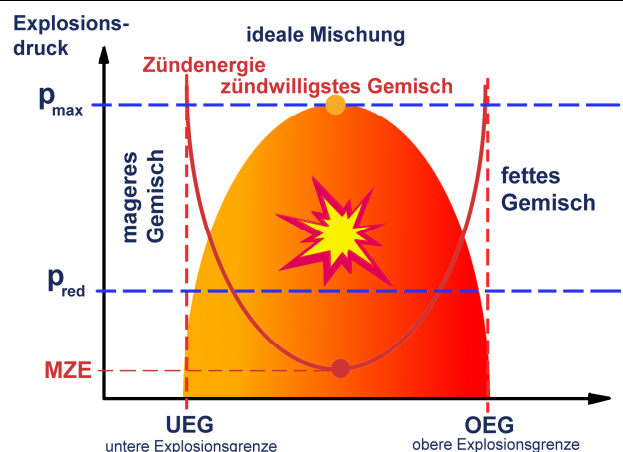 Explosions-
druck
ideale Mischung
Zündenergie
zündwilligstes Gemisch
pmax
mageres
Gemisch
fettes
Gemisch
pred
MZE
UEG
untere Explosionsgrenze
OEG
obere Explosionsgrenze